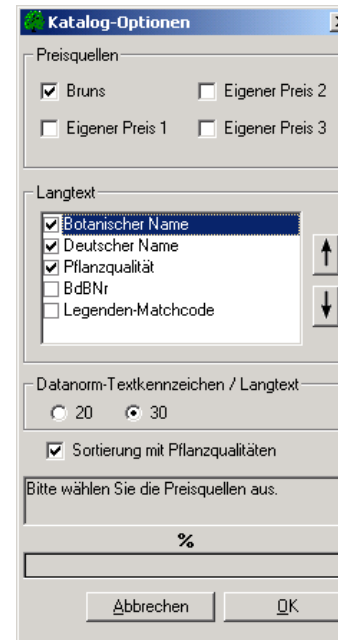 Katalog-Optionen
Preisquellen
Bruns
Eigener Preis 2
Eigener Preis 1
Eigener Preis 3
Langtext
Botanischer Name
Deutscher Name
Pflanzqualität
BdBNr
Legenden-Matchcode
Datanorm-Textkennzeichen / Langtext
20 30
Sortierung mit Pflanzqualitäten
Bitte wählen Sie die Preisquellen aus.
%
Abbrechen OK